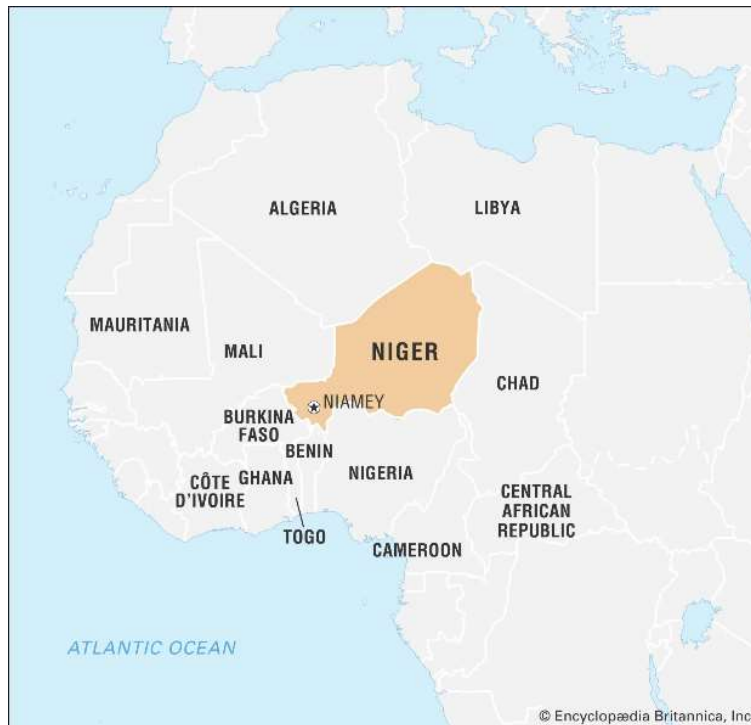 ALGERIA
LIBYA
MAURITANIA
MALI
NIGER
CHAD
NIAMEY
BURKINA
FASO
BENIN
NIGERIA
CÔTE
D'IVOIRE
GHANA
TOGO
CAMEROON
CENTRAL
AFRICAN
REPUBLIC
ATLANTIC OCEAN
© Encyclopædia Britannica, Inc